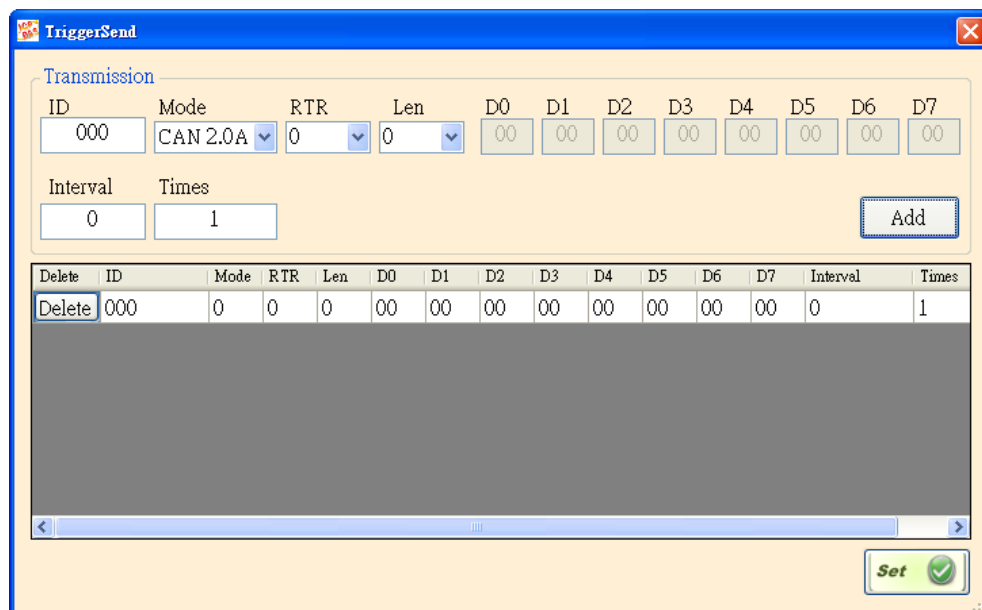 TriggerSend
Transmission
ID Mode RTR Len D0 D1 D2 D3 D4 D5 D6 D7
000 CAN 2.0A 0 0 00 00 00 00 00 00 00 00
Interval Times
0 1 Add
Delete ID Mode RTR Len D0 D1 D2 D3 D4 D5 D6 D7 Interval Times
Delete 000 0 0 0 00 00 00 00 00 00 00 00 0 1
Set